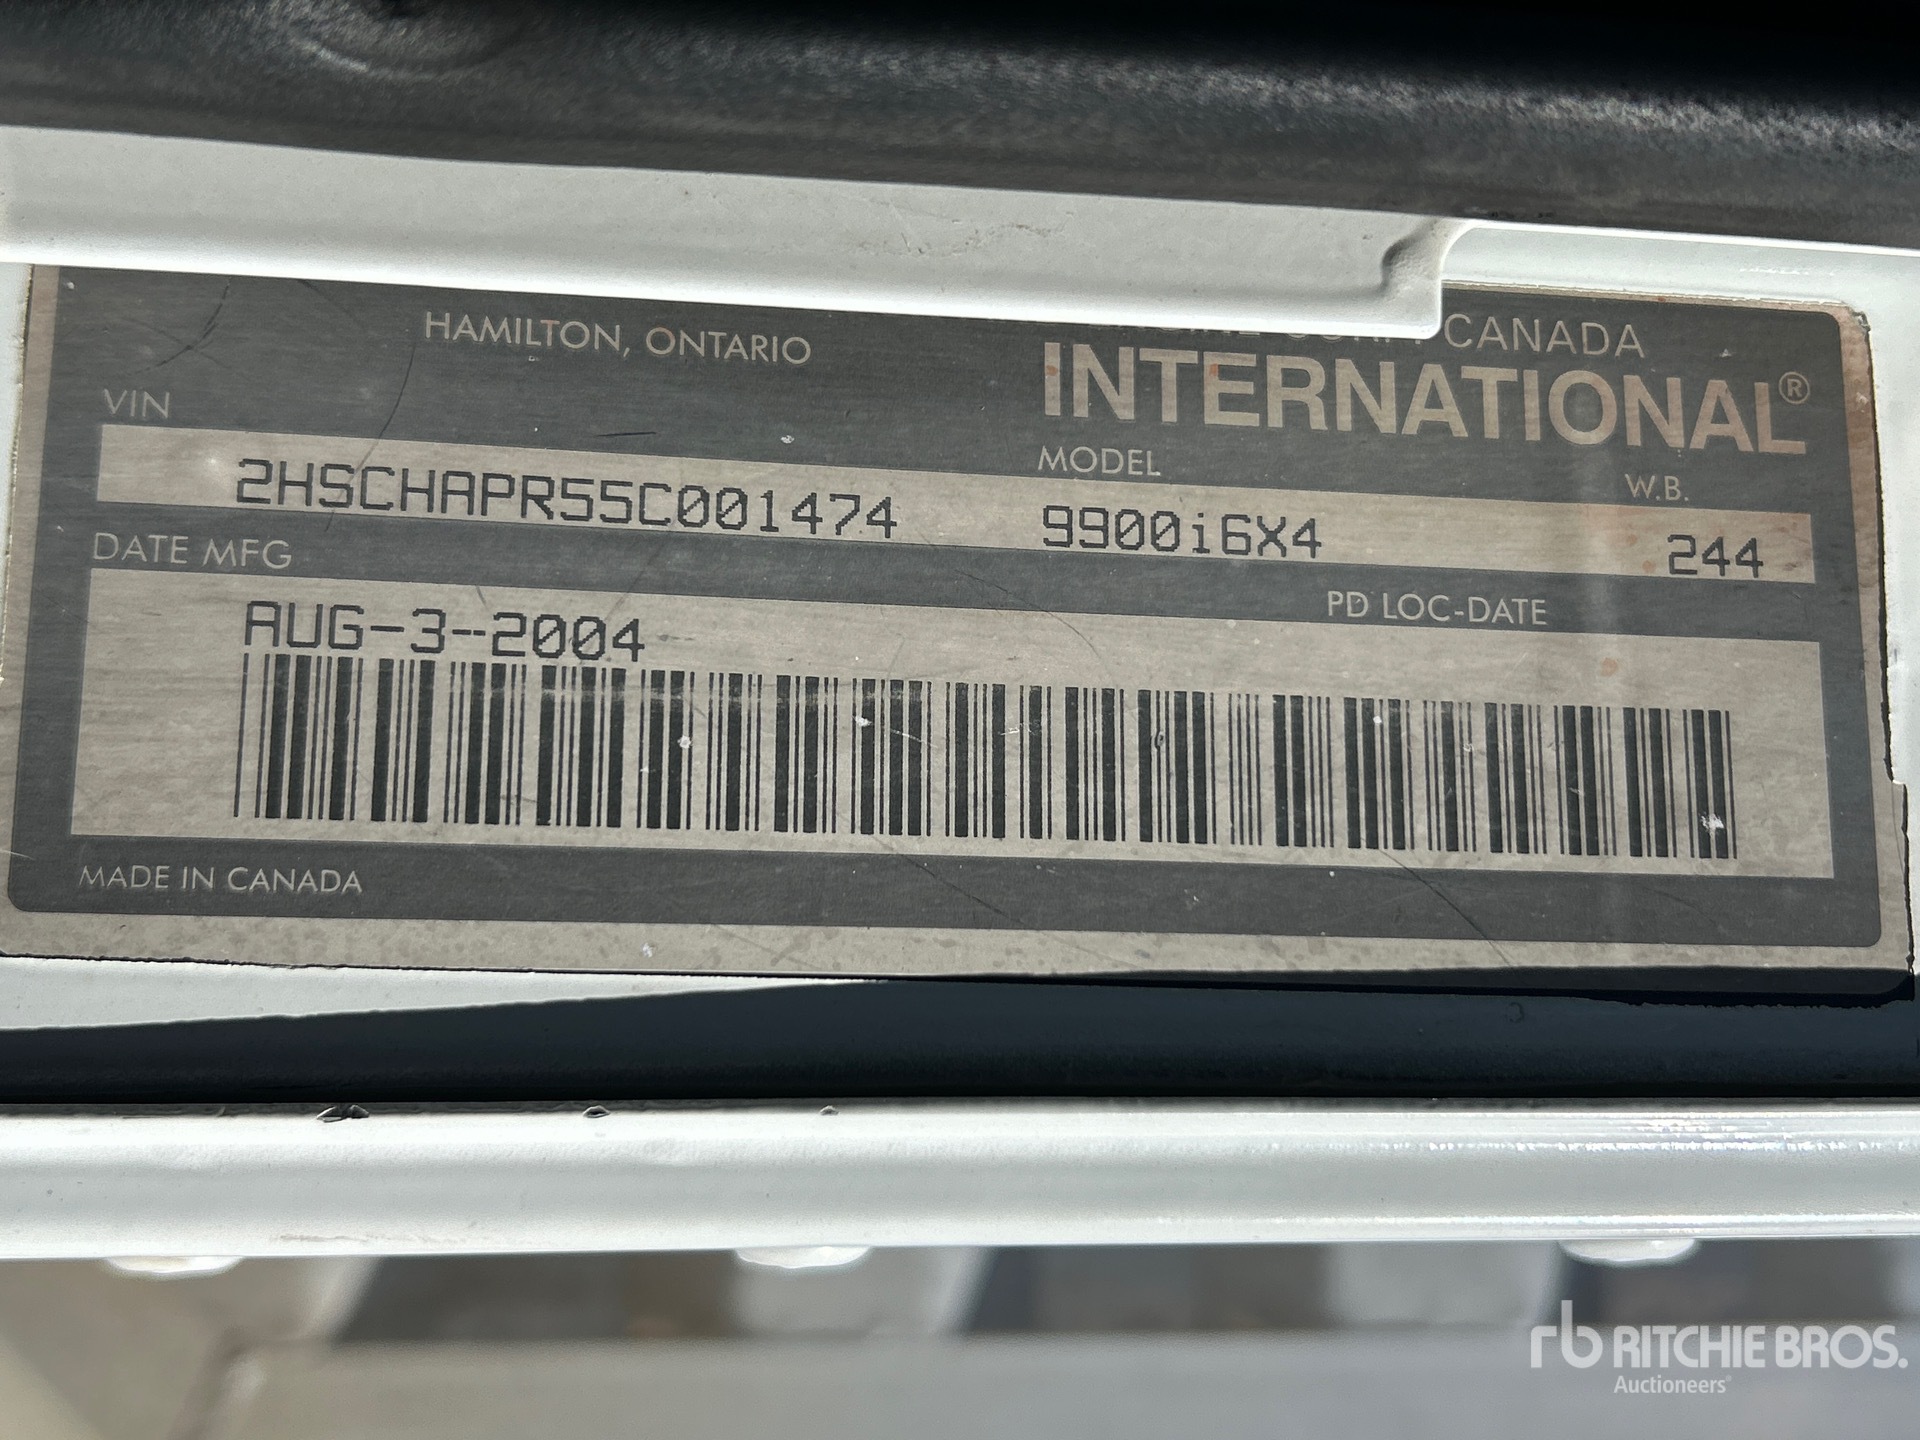 HAMILTON, ONTARIO
CANADA
INTERNATIONAL®
VIN
MODEL
W.B.
2HSCHAPR55C001474
9900i6X4
244
DATE MFG
PD LOC-DATE
AUG-3-2004
MADE IN CANADA
rb RITCHIE BROS.
Auctioneers